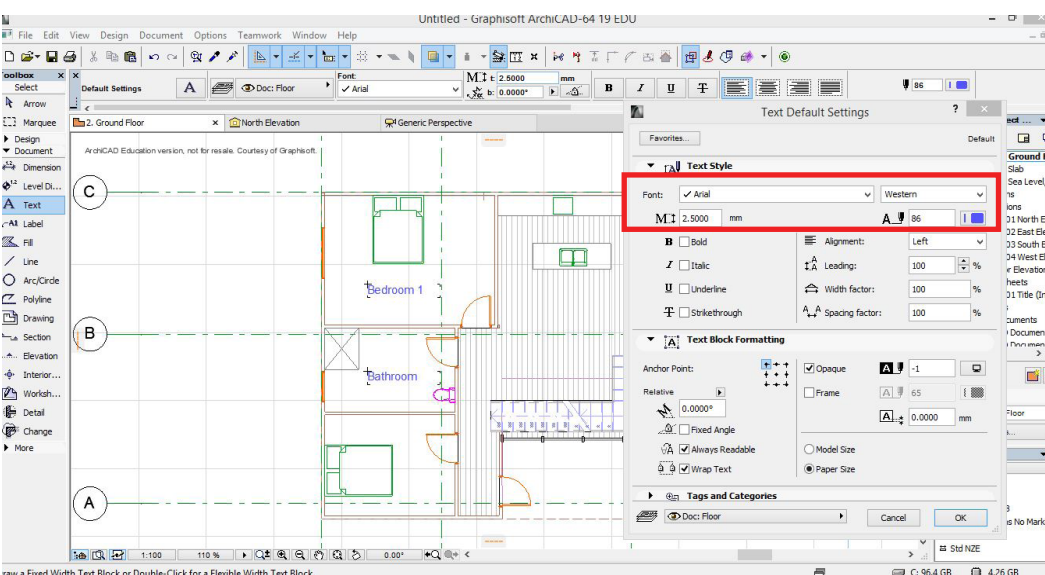 Untitled - Graphisoft ArchiCAD-64 19 EDU
File Edit View Design Document Options Teamwork Window Help
Toolbox
Select
Default Settings
A
Doc: Floor
Font:
Arial
M t: 2.5000 mm
b: 0.0000°
B I U T
86
Arrow
Marquee
Design
Document
Dimension
Level Di...
Text
Label
Fill
Line
Arc/Circle
Polyline
Drawing
Section
Elevation
Interior...
Worksh...
Detail
Change
More
2. Ground Floor
North Elevation
Generic Perspective
ArchiCAD Education version, not for resale. Courtesy of Graphisoft.
C
B
A
Bedroom 1
Bathroom
Text Default Settings
Favorites...
Default
Text Style
Font:
Arial
Western
2.5000 mm
86
B Bold
Alignment:
Left
I Italic
Leading:
100 %
U Underline
Width factor:
100 %
T Strikethrough
Spacing factor:
100 %
Text Block Formatting
Anchor Point:
Opaque
-1
Relative
Frame
65
0.0000°
0.0000 mm
Fixed Angle
Always Readable
Model Size
Wrap Text
Paper Size
Tags and Categories
Doc: Floor
Cancel
OK
ect ...
Ground F
Slab
Sea Level
01 North E
02 East Ele
03 South E
04 West E
r Elevation
heets
01 Title (In
cuments
Documen
Floor
s No Mark
Std NZE
1:100
110 %
0.00°
raw a Fixed Width Text Block or Double-Click for a Flexible Width Text Block.
C: 96.4 GB
4.26 GB